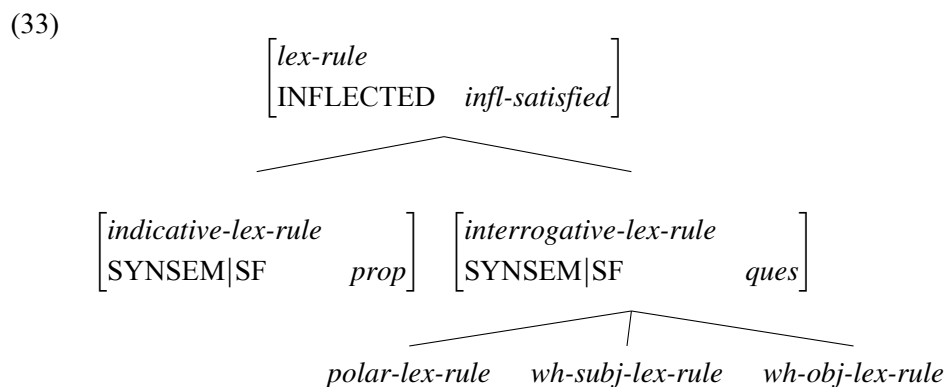 (33)
lex-rule
INFLECTED infl-satisfied
indicative-lex-rule interrogative-lex-rule
SYNSEM|SF prop SYNSEM|SF ques
polar-lex-rule wh-subj-lex-rule wh-obj-lex-rule